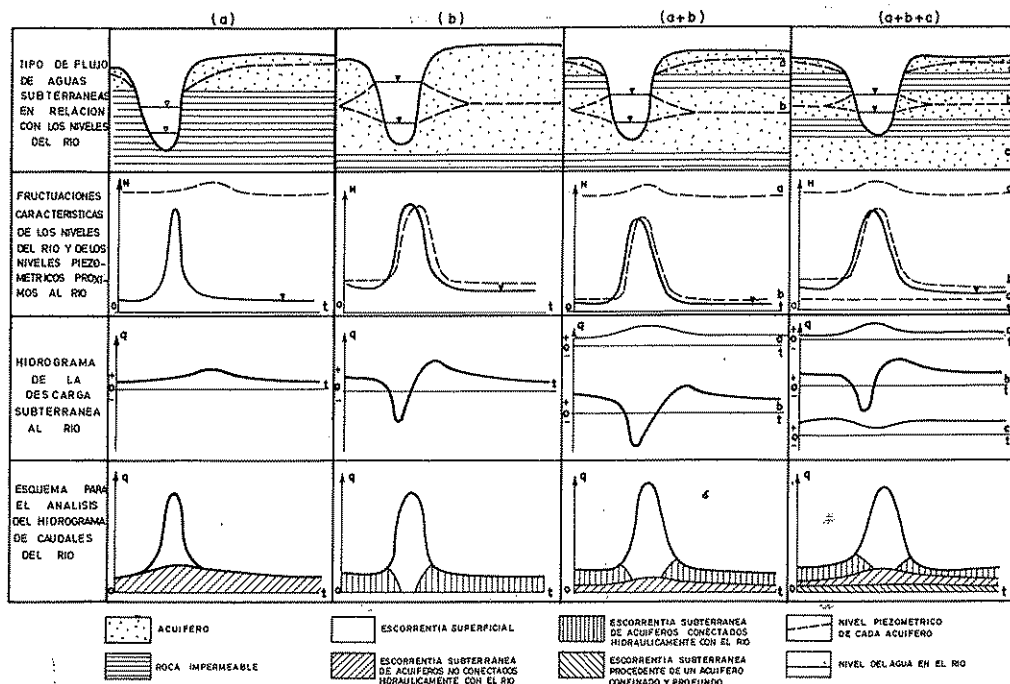 (a)
(b)
(a+b)
(a+b+c)
TIPO DE FLUJO
DE AGUAS
SUBTERRANEAS
EN RELACION
CON LOS NIVELES
DEL RIO
a
b
b
c
FRUCTUACIONES
CARACTERISTICAS
DE LOS NIVELES
DEL RIO Y DE LOS
NIVELES PIEZO-
METRICOS PROXI-
MOS AL RIO
H
O
t
H
O
t
H
a
b
O
t
H
b
O
t
HIDROGRAMA
DE LA
DESCARGA
SUBTERRANEA
AL RIO
q
+
O
-
t
q
+
O
-
t
q
+
O
-
t
+
O
-
b
t
q
+
O
-
t
+
O
-
b
t
+
O
-
c
t
ESQUEMA PARA
EL ANALISIS
DEL HIDROGRAMA
DE CAUDALES
DEL RIO
q
O
t
q
O
t
q
O
t
q
O
t
ACUIFERO
ESCORRENTIA SUPERFICIAL
ESCORRENTIA SUBTERRANEA
DE ACUIFEROS CONECTADOS
HIDRAULICAMENTE CON EL RIO
NIVEL PIEZOMETRICO
DE CADA ACUIFERO
ROCA IMPERMEABLE
ESCORRENTIA SUBTERRANEA
DE ACUIFEROS NO CONECTADOS
HIDRAULICAMENTE CON EL RIO
ESCORRENTIA SUBTERRANEA
PROCEDENTE DE UN ACUIFERO
CONFINADO Y PROFUNDO
NIVEL DEL AGUA EN EL RIO